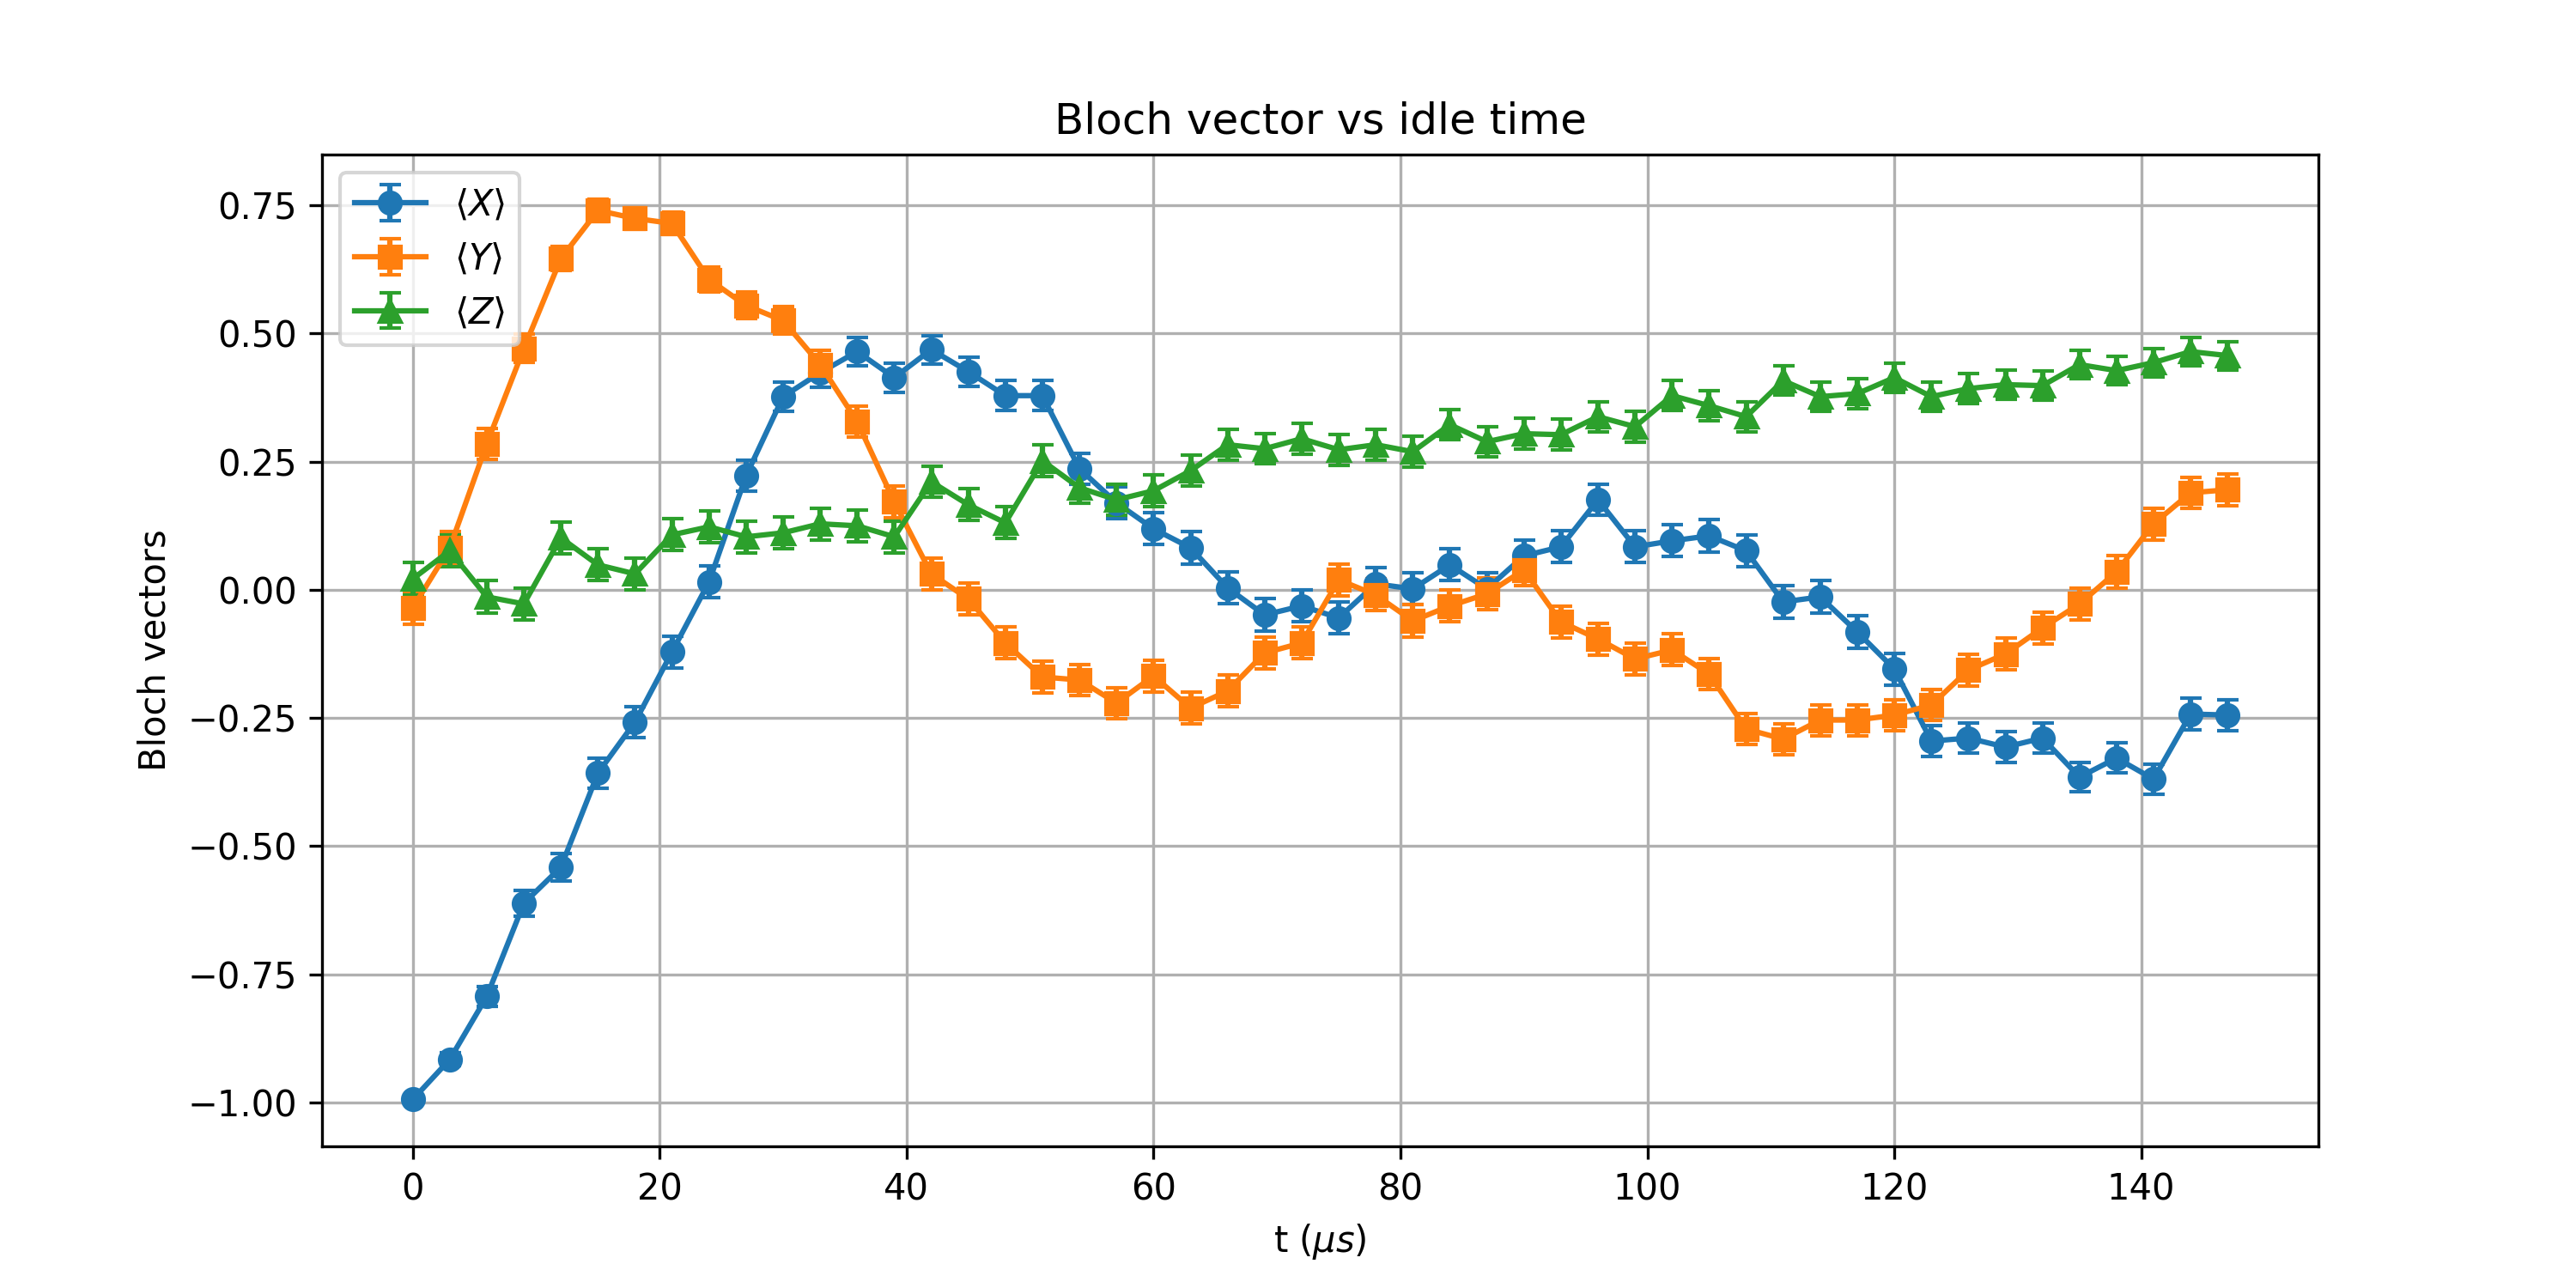 Bloch vector vs idle time
⟨X⟩
⟨Y⟩
⟨Z⟩
Bloch vectors
0.75
0.50
0.25
0.00
−0.25
−0.50
−0.75
−1.00
0 20 40 60 80 100 120 140
t (μs)